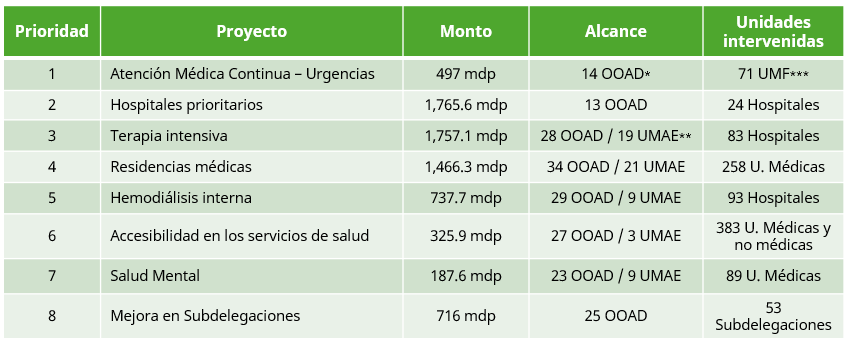 Prioridad Proyecto Monto Alcance Unidades intervenidas
1 Atención Médica Continua – Urgencias 497 mdp 14 OOAD* 71 UMF***
2 Hospitales prioritarios 1,765.6 mdp 13 OOAD 24 Hospitales
3 Terapia intensiva 1,757.1 mdp 28 OOAD / 19 UMAE** 83 Hospitales
4 Residencias médicas 1,466.3 mdp 34 OOAD / 21 UMAE 258 U. Médicas
5 Hemodiálisis interna 737.7 mdp 29 OOAD / 9 UMAE 93 Hospitales
6 Accesibilidad en los servicios de salud 325.9 mdp 27 OOAD / 3 UMAE 383 U. Médicas y no médicas
7 Salud Mental 187.6 mdp 23 OOAD / 9 UMAE 89 U. Médicas
8 Mejora en Subdelegaciones 716 mdp 25 OOAD 53 Subdelegaciones